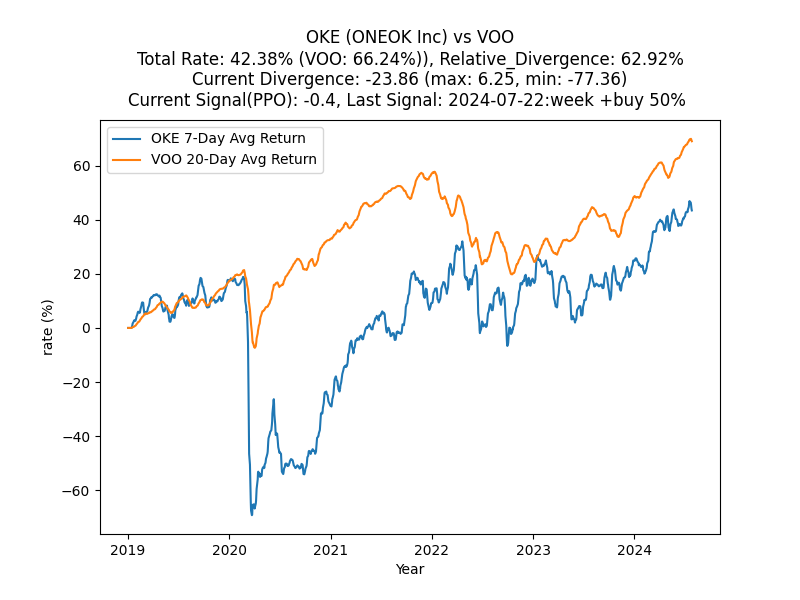 OKE (ONEOK Inc) vs VOO
Total Rate: 42.38% (VOO: 66.24%)), Relative_Divergence: 62.92%
Current Divergence: -23.86 (max: 6.25, min: -77.36)
Current Signal(PPO): -0.4, Last Signal: 2024-07-22:week +buy 50%
OKE 7-Day Avg Return
VOO 20-Day Avg Return
60
40
20
0
−20
−40
−60
rate (%)
2019 2020 2021 2022 2023 2024
Year